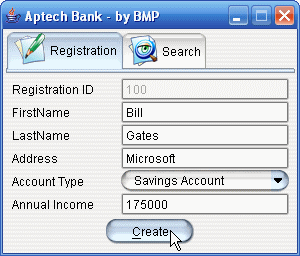 Aptech Bank - by BMP
Registration
Search
Registration ID 100
FirstName Bill
LastName Gates
Address Microsoft
Account Type Savings Account
Annual Income 175000
Create